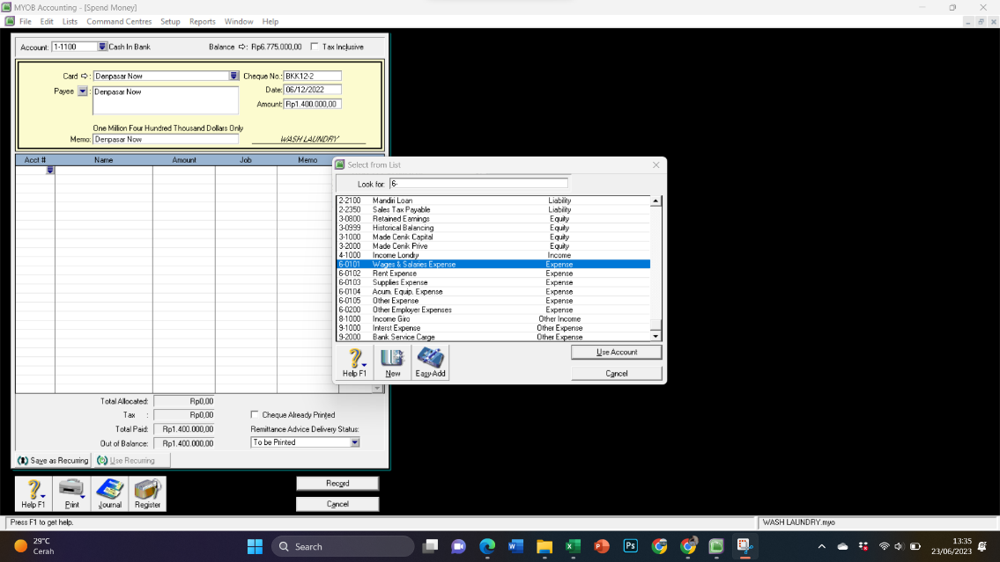 MYOB Accounting - [Spend Money]
File Edit Lists Command Centres Setup Reports Window Help
Account: 1-1100 Cash In Bank Balance ⇨: Rp6.775.000,00 Tax Inclusive
Card ⇨: Denpasar Now Cheque No.: BKK12-2
Payee : Denpasar Now Date: 06/12/2022
Amount: Rp1.400.000,00
One Million Four Hundred Thousand Dollars Only
Memo: Denpasar Now WASH LAUNDRY
Acct # Name Amount Job Memo
Select from List
Look for: 6-
2-2100 Mandiri Loan Liability
2-2350 Sales Tax Payable Liability
3-0800 Retained Earnings Equity
3-0999 Historical Balancing Equity
3-1000 Made Cenik Capital Equity
3-2000 Made Cenik Prive Equity
4-1000 Income Londry Income
6-0101 Wages & Salaries Expense Expense
6-0102 Rent Expense Expense
6-0103 Supplies Expense Expense
6-0104 Acum. Equip. Expense Expense
6-0105 Other Expense Expense
6-0200 Other Employer Expenses Expense
8-1000 Income Giro Other Income
9-1000 Interst Expense Other Expense
9-2000 Bank Service Carge Other Expense
Use Account
Help F1 New Easy-Add Cancel
Total Allocated: Rp0,00
Tax : Rp0,00 Cheque Already Printed
Total Paid: Rp1.400.000,00 Remittance Advice Delivery Status:
Out of Balance: Rp1.400.000,00 To be Printed
Save as Recurring Use Recurring
Record
Help F1 Print Journal Register Cancel
Press F1 to get help. WASH LAUNDRY.myo
29°C
Cerah
Search
13:35
23/06/2023